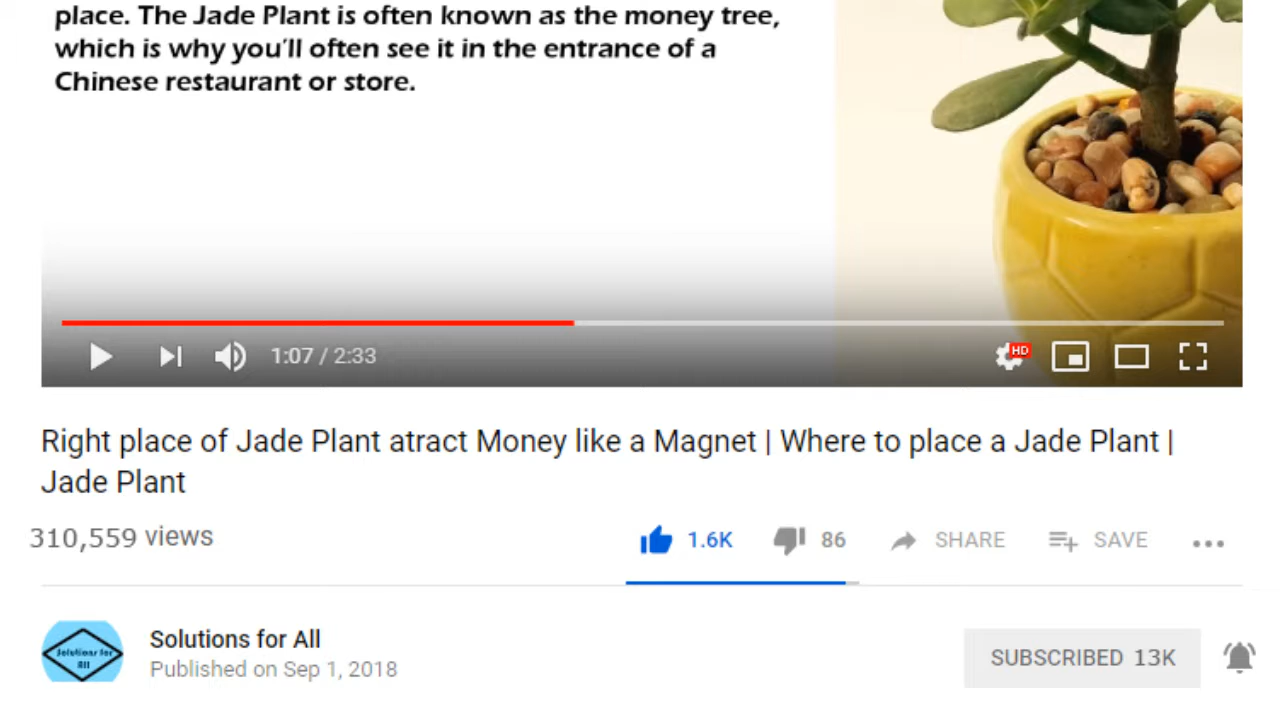 place. The Jade Plant is often known as the money tree,
which is why you'll often see it in the entrance of a
Chinese restaurant or store.
1:07 / 2:33
HD
Right place of Jade Plant atract Money like a Magnet | Where to place a Jade Plant |
Jade Plant
310,559 views
1.6K 86 SHARE SAVE
Solutions for
All
Solutions for All
Published on Sep 1, 2018
SUBSCRIBED 13K